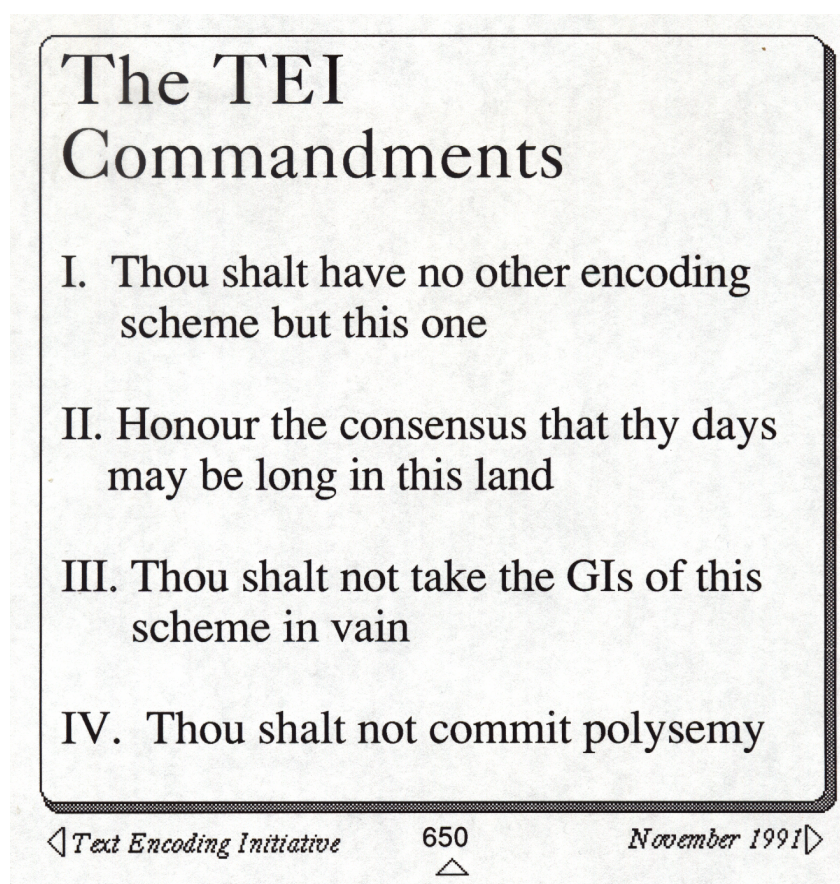 The TEI
Commandments
I. Thou shalt have no other encoding
scheme but this one
II. Honour the consensus that thy days
may be long in this land
III. Thou shalt not take the GIs of this
scheme in vain
IV. Thou shalt not commit polysemy
Text Encoding Initiative 650 November 1991